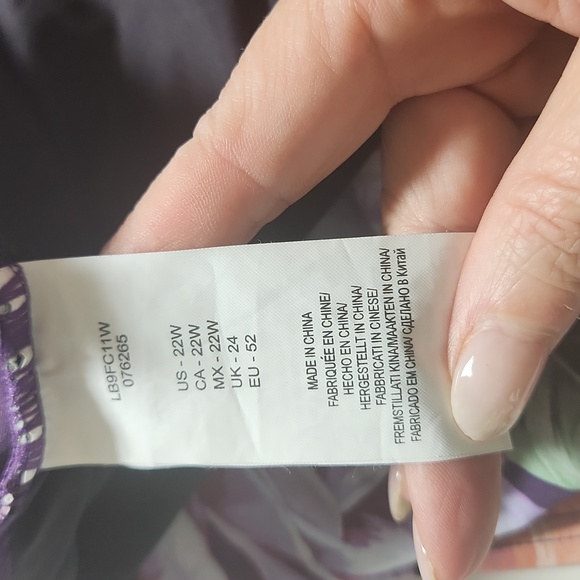 LB9FC11W
076265
US - 22W
CA - 22W
MX - 22W
UK - 24
EU - 52
MADE IN CHINA
FABRIQUÉE EN CHINE/
HECHO EN CHINA/
HERGESTELLT IN CHINA/
FABBRICATI IN CINESE/
FREMSTILLATI KINA/MAAKTEN IN CHINA/
FABRICADO EM CHINA/ СДЕЛАНО В Китай